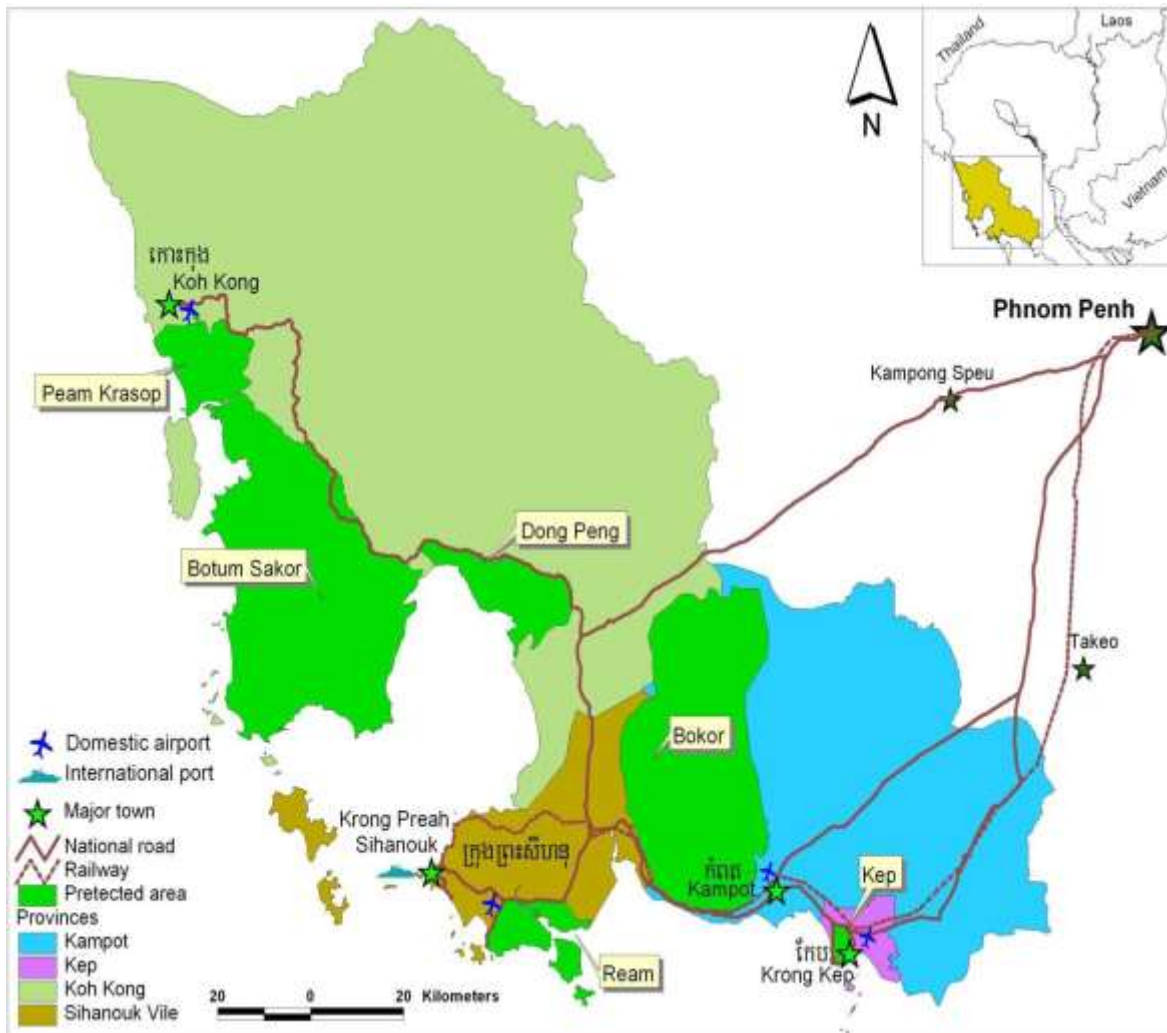 Thailand
Laos
Vietnam
N
កោះកុង
Koh Kong
Phnom Penh
Kampong Speu
Peam Krasop
Dong Peng
Botum Sakor
Takeo
Bokor
Krong Preah
Sihanouk
ក្រុងព្រះសីហនុ
កំពត
Kampot
Kep
កែប
Krong Kep
Ream
Domestic airport
International port
Major town
National road
Railway
Pretected area
Provinces
Kampot
Kep
Koh Kong
Sihanouk Vile
20 0 20 Kilometers